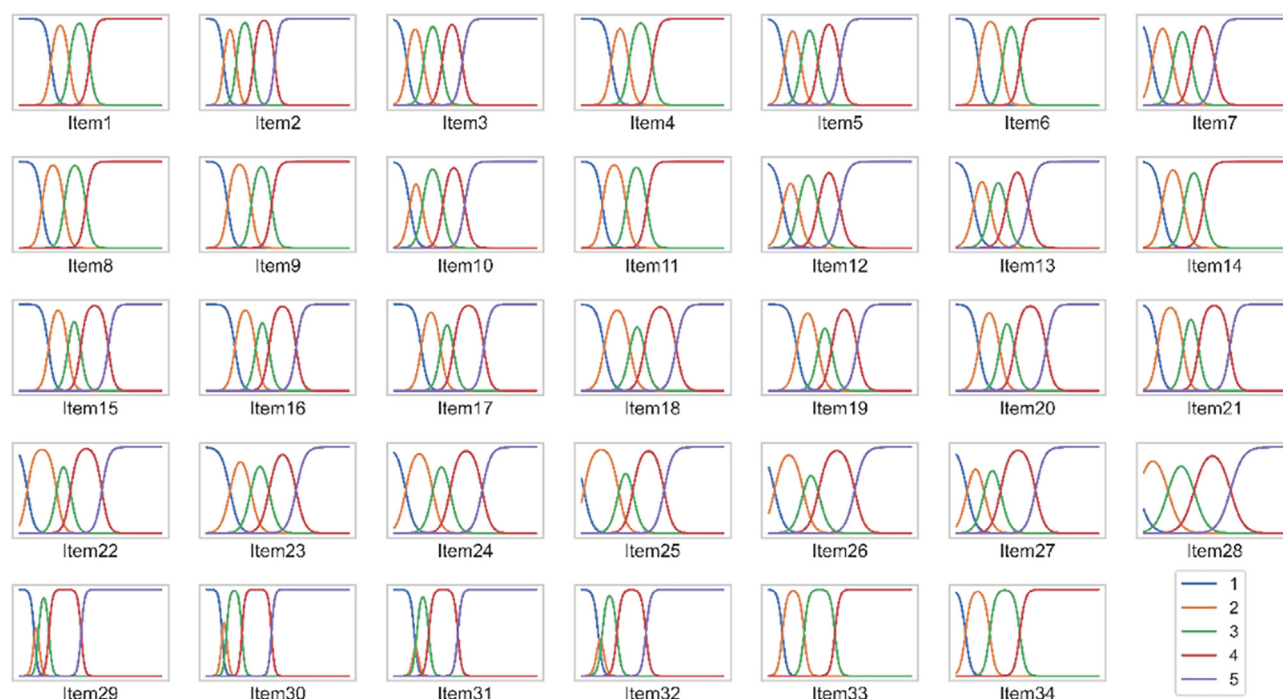 Item1 Item2 Item3 Item4 Item5 Item6 Item7
Item8 Item9 Item10 Item11 Item12 Item13 Item14
Item15 Item16 Item17 Item18 Item19 Item20 Item21
Item22 Item23 Item24 Item25 Item26 Item27 Item28
Item29 Item30 Item31 Item32 Item33 Item34
1
2
3
4
5